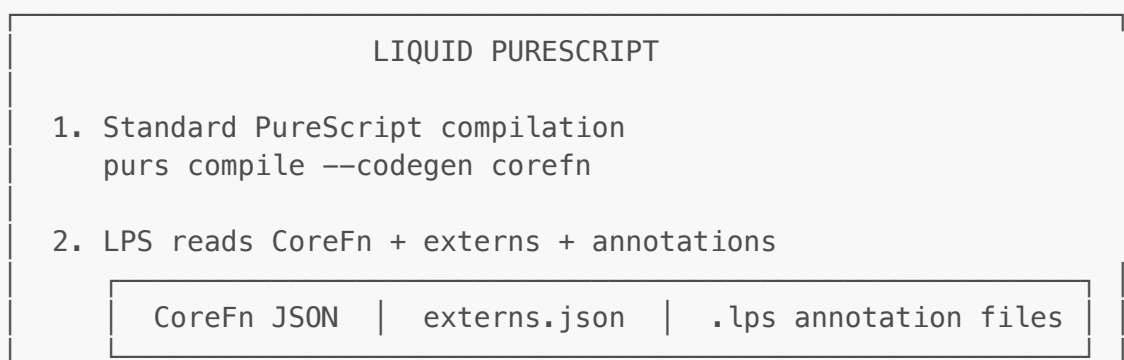 LIQUID PURESCRIPT
1. Standard PureScript compilation
purs compile --codegen corefn
2. LPS reads CoreFn + externs + annotations
CoreFn JSON │ externs.json │ .lps annotation files